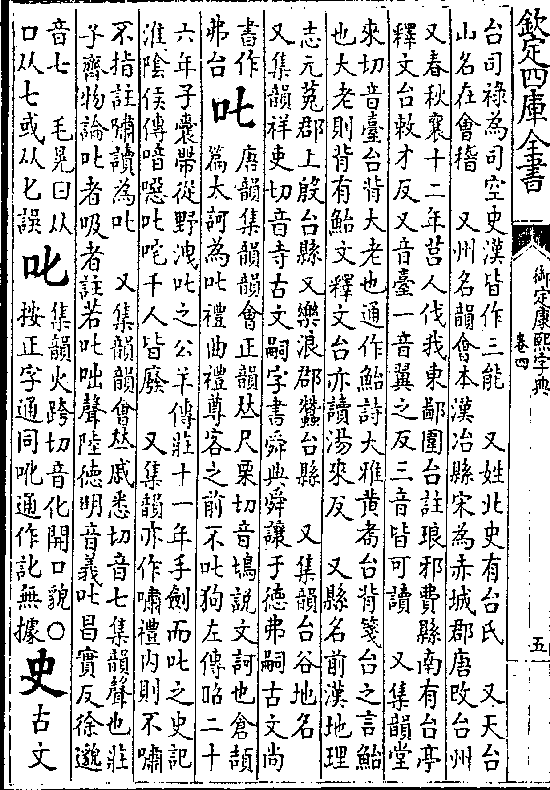 欽定四庫全書
御定康熙字典
卷四
五
台司祿為司空史漢皆作三能　又姓北史有台氏　又天台
山名在會稽　又州名韻會本漢冶縣宋為赤城郡唐改台州
又春秋襄十二年莒人伐我東鄙圍台註琅邪費縣南有台亭
釋文台敕才反又音臺一音翼之反三音皆可讀　又集韻堂
來切音臺台背大老也通作鮐詩大雅黄耇台背箋台之言鮐
也大老則背有鮐文釋文台亦讀湯來反　又縣名前漢地理
志元菟郡上殷台縣又樂浪郡蠶台縣　又集韻台谷地名
又集韻祥吏切音寺古文嗣字書舜典舜讓于德弗嗣古文尚
書作
弗台
叱
唐韻集韻韻會正韻𠀤尺栗切音鴟說文訶也倉頡
篇大訶為叱禮曲禮尊客之前不叱狗左傳昭二十
六年子囊帶從野洩叱之公羊傳莊十一年手劒而叱之史記
淮陰侯傳喑噁叱咤千人皆廢　又集韻亦作嘯禮内則不嘯
不指註嘯讀為叱　又集韻韻會𠀤戚悉切音七集韻聲也莊
子齊物論叱者吸者註若叱咄聲陸德明音義叱昌實反徐邈
音七　毛晃曰从
口从七或从匕誤
𠮟
集韻火跨切音化開口貌○
按正字通同吪通作訛無據
史
古文